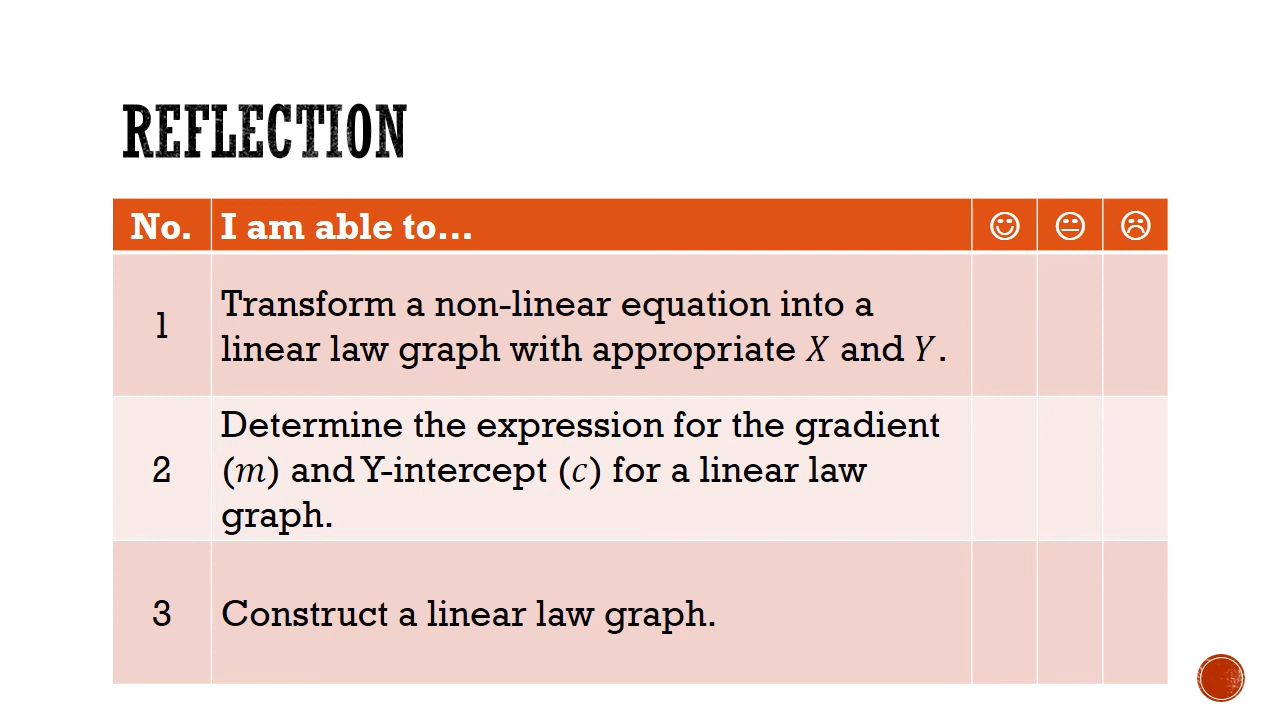 REFLECTION
No. I am able to... ☺ 😐 ☹
1
Transform a non-linear equation into a
linear law graph with appropriate 𝑋 and 𝑌.
2
Determine the expression for the gradient
(𝑚) and Y-intercept (𝑐) for a linear law
graph.
3
Construct a linear law graph.